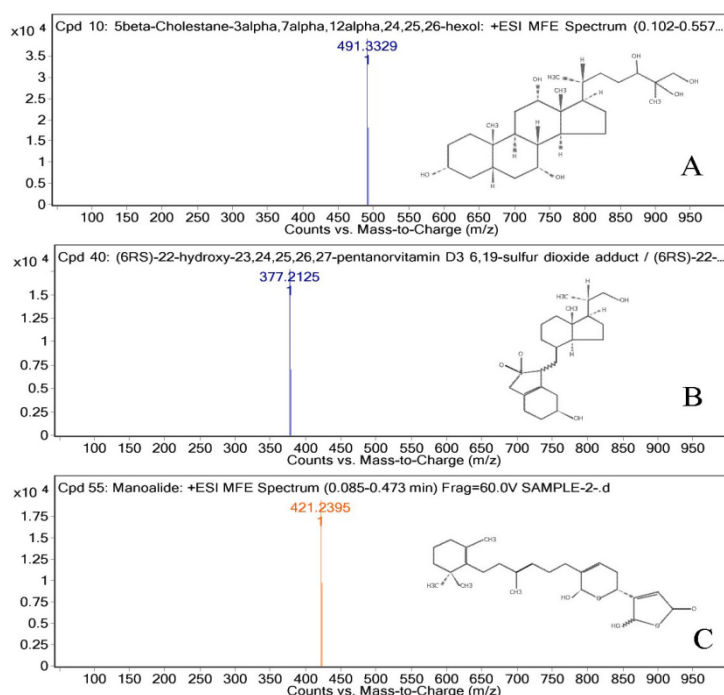 Cpd 10: 5beta-Cholestane-3alpha,7alpha,12alpha,24,25,26-hexol: +ESI MFE Spectrum (0.102-0.557...
x10 4
491.3329
1
3.5
3
2.5
2
1.5
1
0.5
0
H
H3C
OH
CH3
OH
OH
CH3
OH
CH3
H
H
H
HO
H
OH
A
100 150 200 250 300 350 400 450 500 550 600 650 700 750 800 850 900 950
Counts vs. Mass-to-Charge (m/z)
Cpd 40: (6RS)-22-hydroxy-23,24,25,26,27-pentanorvitamin D3 6,19-sulfur dioxide adduct / (6RS)-22-...
x10 4
377.2125
1
1.5
1.25
1
0.75
0.5
0.25
0
H
H3C
OH
CH3
H
H
O
O
OH
B
100 150 200 250 300 350 400 450 500 550 600 650 700 750 800 850 900 950
Counts vs. Mass-to-Charge (m/z)
Cpd 55: Manoalide: +ESI MFE Spectrum (0.085-0.473 min) Frag=60.0V SAMPLE-2-.d
x10 4
421.2395
1
1.75
1.5
1.25
1
0.75
0.5
0.25
0
CH3
H3C
CH3
CH3
HO
O
H
HO
O
O
C
100 150 200 250 300 350 400 450 500 550 600 650 700 750 800 850 900 950
Counts vs. Mass-to-Charge (m/z)